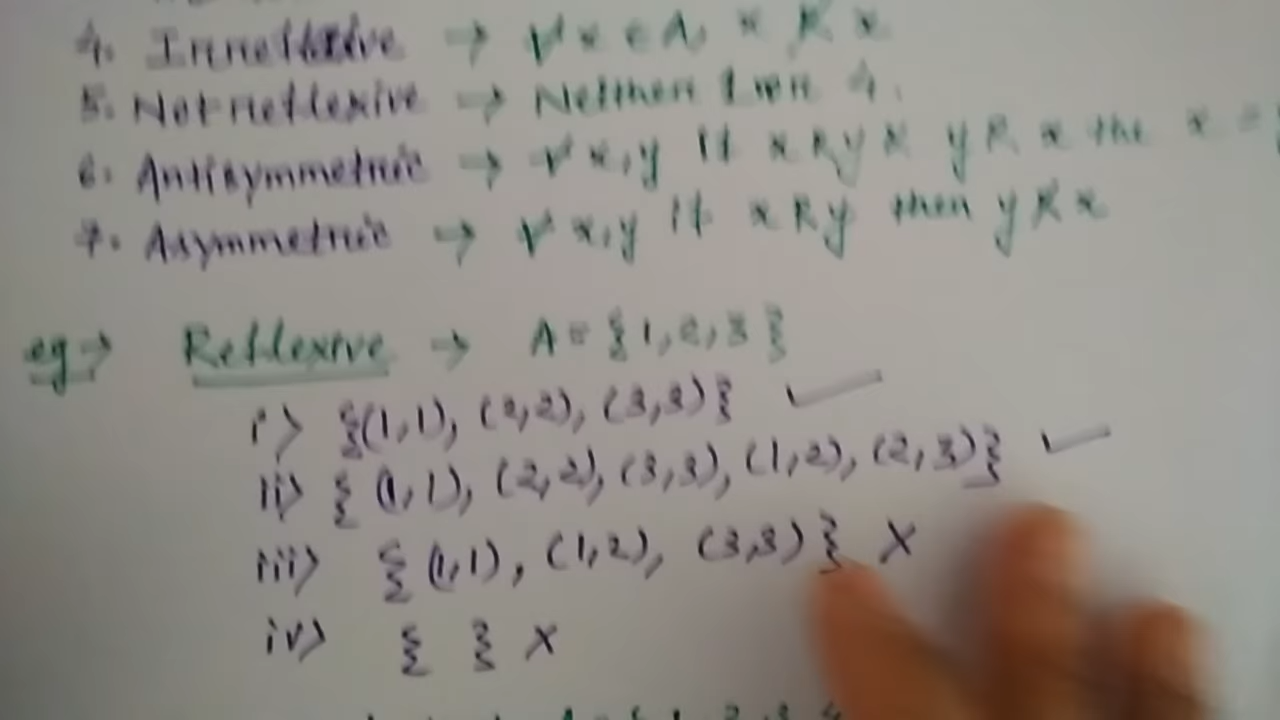 4. Irreflexive → ∀ x ∈ A, x R̸ x
5. Not reflexive → Neither 1 nor 4.
6. Antisymmetric → ∀ x, y if x R y & y R x the x =
7. Asymmetric → ∀ x, y if x R y then y R̸ x
eg → Reflexive → A = {1, 2, 3}
i> {(1,1), (2,2), (3,3)} ✓
ii> {(1,1), (2,2), (3,3), (1,2), (2,3)} ✓
iii> {(1,1), (1,2), (3,3)} X
iv> { } X